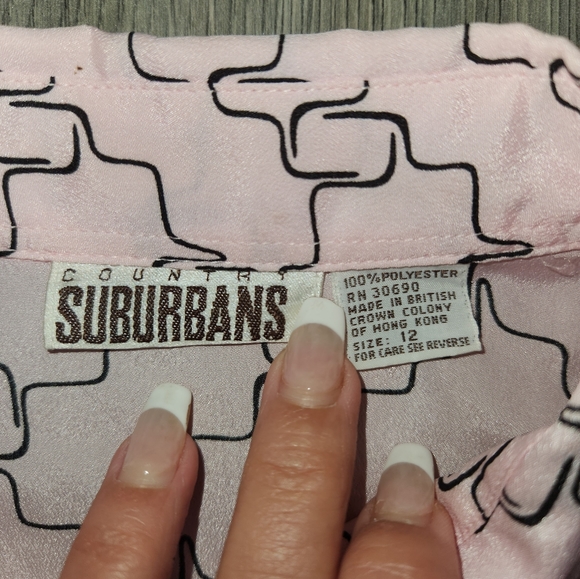 COUNTRY
SUBURBANS
100% POLYESTER
RN 30690
MADE IN BRITISH
CROWN COLONY
OF HONG KONG
SIZE: 12
FOR CARE SEE REVERSE